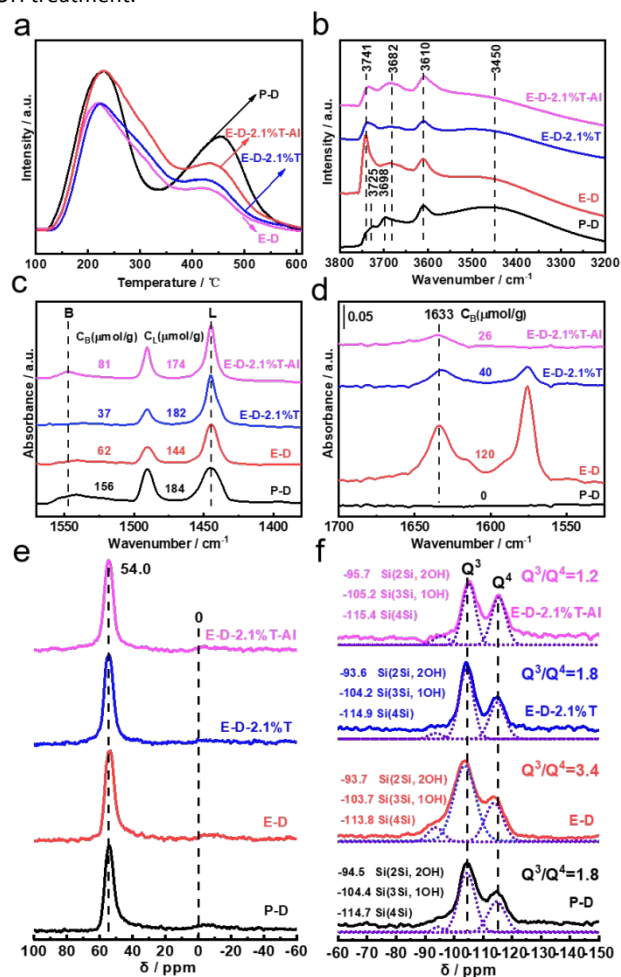 OH treatment.
a
Intensity / a.u.
P-D
E-D-2.1%T-Al
E-D-2.1%T
E-D
100 200 300 400 500 600
Temperature / ℃
b
Intensity / a.u.
3741
3682
3610
3450
E-D-2.1%T-Al
E-D-2.1%T
3725
3698
E-D
P-D
3800 3700 3600 3500 3400 3300 3200
Wavenumber / cm-1
c
Absorbance / a.u.
B
L
CB(μmol/g) CL(μmol/g)
81 174 E-D-2.1%T-Al
37 182 E-D-2.1%T
62 144 E-D
156 184 P-D
1550 1500 1450 1400
Wavenumber / cm-1
d
Absorbance / a.u.
0.05
1633 CB(μmol/g)
26 E-D-2.1%T-Al
40 E-D-2.1%T
120 E-D
0 P-D
1700 1650 1600 1550
Wavenumber / cm-1
e
54.0
0
E-D-2.1%T-Al
E-D-2.1%T
E-D
P-D
100 80 60 40 20 0 -20 -40 -60
δ / ppm
f
Q3
Q4
-95.7 Si(2Si, 2OH)
-105.2 Si(3Si, 1OH)
-115.4 Si(4Si)
Q3/Q4=1.2
E-D-2.1%T-Al
-93.6 Si(2Si, 2OH)
-104.2 Si(3Si, 1OH)
-114.9 Si(4Si)
Q3/Q4=1.8
E-D-2.1%T
-93.7 Si(2Si, 2OH)
-103.7 Si(3Si, 1OH)
-113.8 Si(4Si)
Q3/Q4=3.4
E-D
-94.5 Si(2Si, 2OH)
-104.4 Si(3Si, 1OH)
-114.7 Si(4Si)
Q3/Q4=1.8
P-D
-60 -70 -80 -90 -100-110-120-130-140-150
δ / ppm